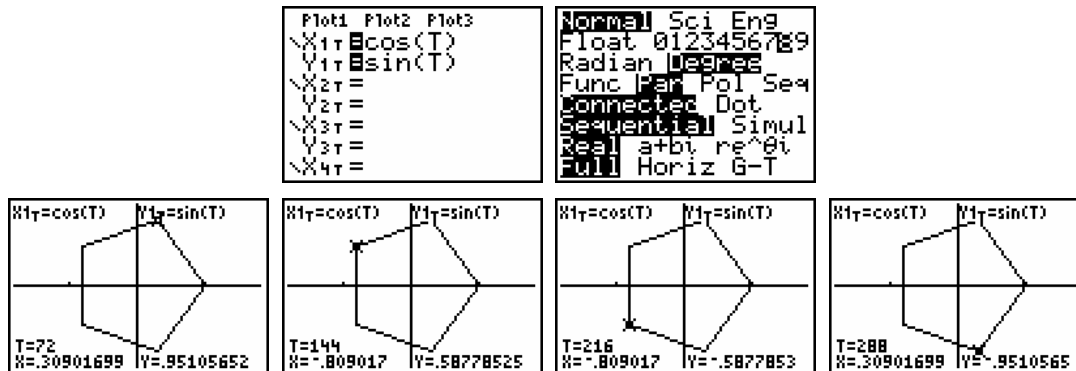 Plot1 Plot2 Plot3
\X1T=cos(T)
Y1T=sin(T)
\X2T=
Y2T=
\X3T=
Y3T=
\X4T=
Normal Sci Eng
Float 0123456789
Radian Degree
Func Par Pol Seq
Connected Dot
Sequential Simul
Real a+bi re^θi
Full Horiz G-T
X1T=cos(T) Y1T=sin(T)
T=72
X=.30901699 Y=.95105652
X1T=cos(T) Y1T=sin(T)
T=144
X=-.809017 Y=.58778525
X1T=cos(T) Y1T=sin(T)
T=216
X=-.809017 Y=-.5877853
X1T=cos(T) Y1T=sin(T)
T=288
X=.30901699 Y=-.9510565